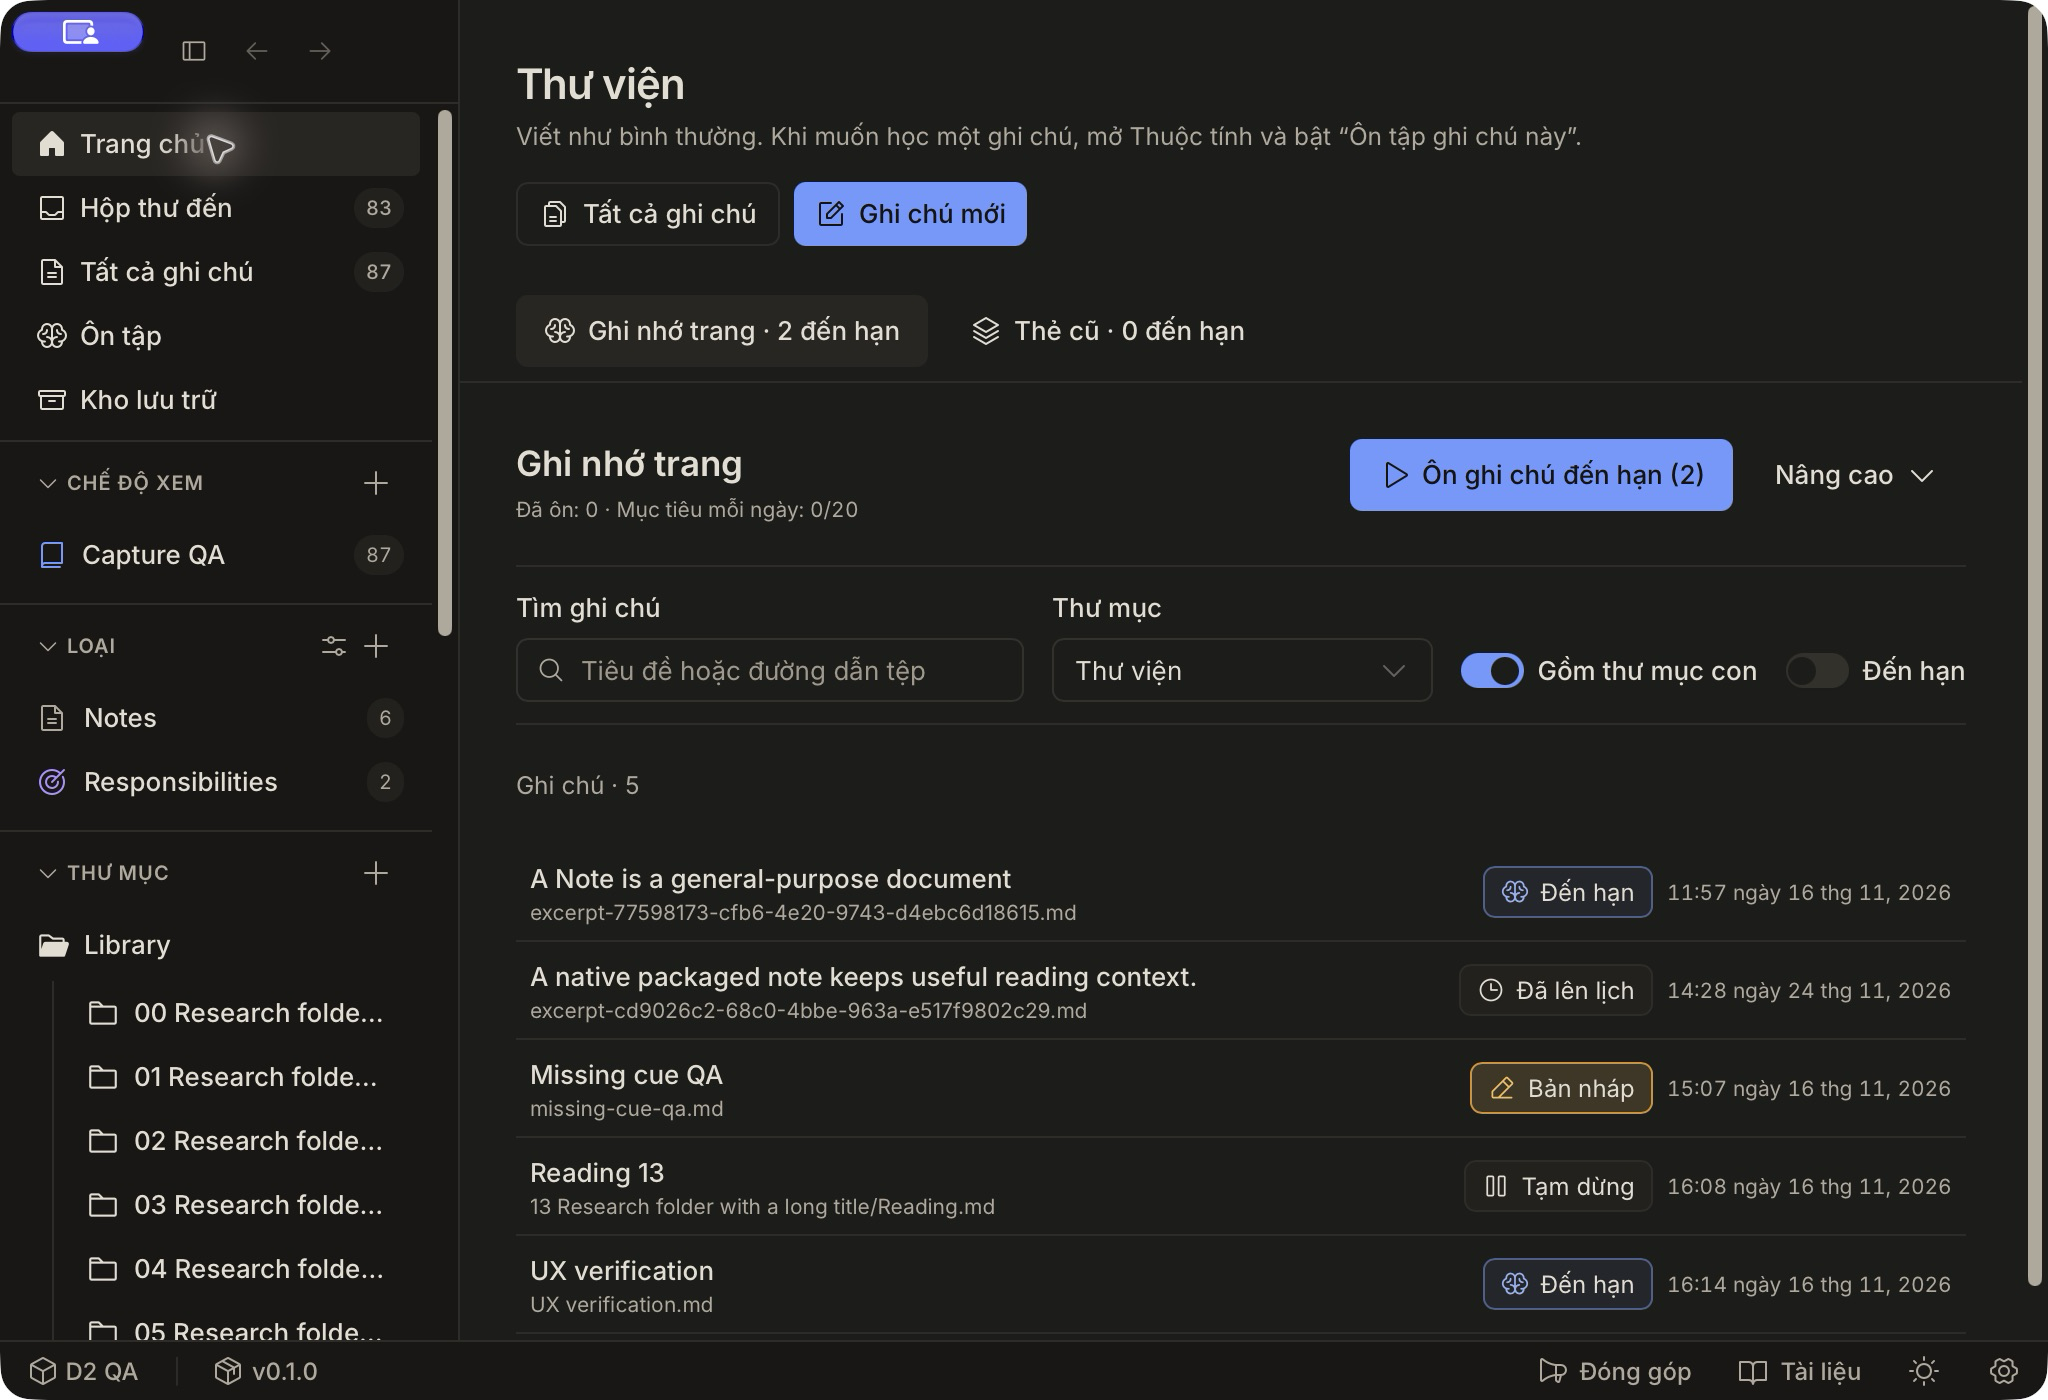 Trang chủ
Hộp thư đến 83
Tất cả ghi chú 87
Ôn tập
Kho lưu trữ
CHẾ ĐỘ XEM
Capture QA 87
LOẠI
Notes 6
Responsibilities 2
THƯ MỤC
Library
00 Research folde...
01 Research folde...
02 Research folde...
03 Research folde...
04 Research folde...
05 Research folde...
D2 QA
v0.1.0
Thư viện
Viết như bình thường. Khi muốn học một ghi chú, mở Thuộc tính và bật “Ôn tập ghi chú này”.
Tất cả ghi chú
Ghi chú mới
Ghi nhớ trang · 2 đến hạn
Thẻ cũ · 0 đến hạn
Ghi nhớ trang
Đã ôn: 0 · Mục tiêu mỗi ngày: 0/20
Ôn ghi chú đến hạn (2)
Nâng cao
Tìm ghi chú
Tiêu đề hoặc đường dẫn tệp
Thư mục
Thư viện
Gồm thư mục con
Đến hạn
Ghi chú · 5
A Note is a general-purpose document
excerpt-77598173-cfb6-4e20-9743-d4ebc6d18615.md
Đến hạn
11:57 ngày 16 thg 11, 2026
A native packaged note keeps useful reading context.
excerpt-cd9026c2-68c0-4bbe-963a-e517f9802c29.md
Đã lên lịch
14:28 ngày 24 thg 11, 2026
Missing cue QA
missing-cue-qa.md
Bản nháp
15:07 ngày 16 thg 11, 2026
Reading 13
13 Research folder with a long title/Reading.md
Tạm dừng
16:08 ngày 16 thg 11, 2026
UX verification
UX verification.md
Đến hạn
16:14 ngày 16 thg 11, 2026
Đóng góp
Tài liệu